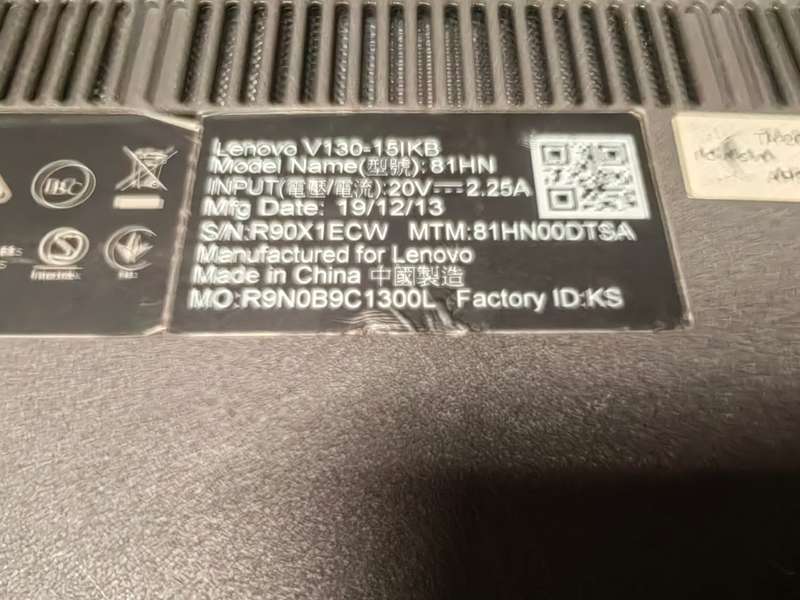 Lenovo V130-15IKB
Model Name(型號): 81HN
INPUT(電壓/電流):20V⎓2.25A
Mfg Date: 19/12/13
S/N:R90X1ECW MTM:81HN00DTSA
Manufactured for Lenovo
Made in China 中國製造
MO:R9N0B9C1300L Factory ID:KS